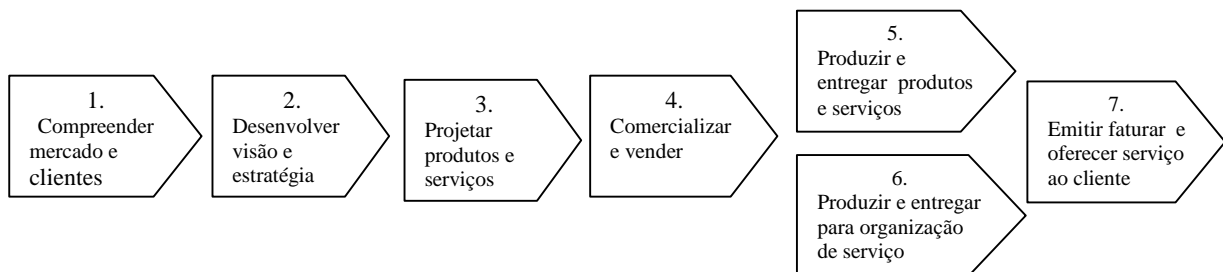 1.
Compreender
mercado e
clientes
2.
Desenvolver
visão e
estratégia
3.
Projetar
produtos e
serviços
4.
Comercializar
e vender
5.
Produzir e
entregar produtos
e serviços
6.
Produzir e entregar
para organização
de serviço
7.
Emitir faturar e
oferecer serviço
ao cliente